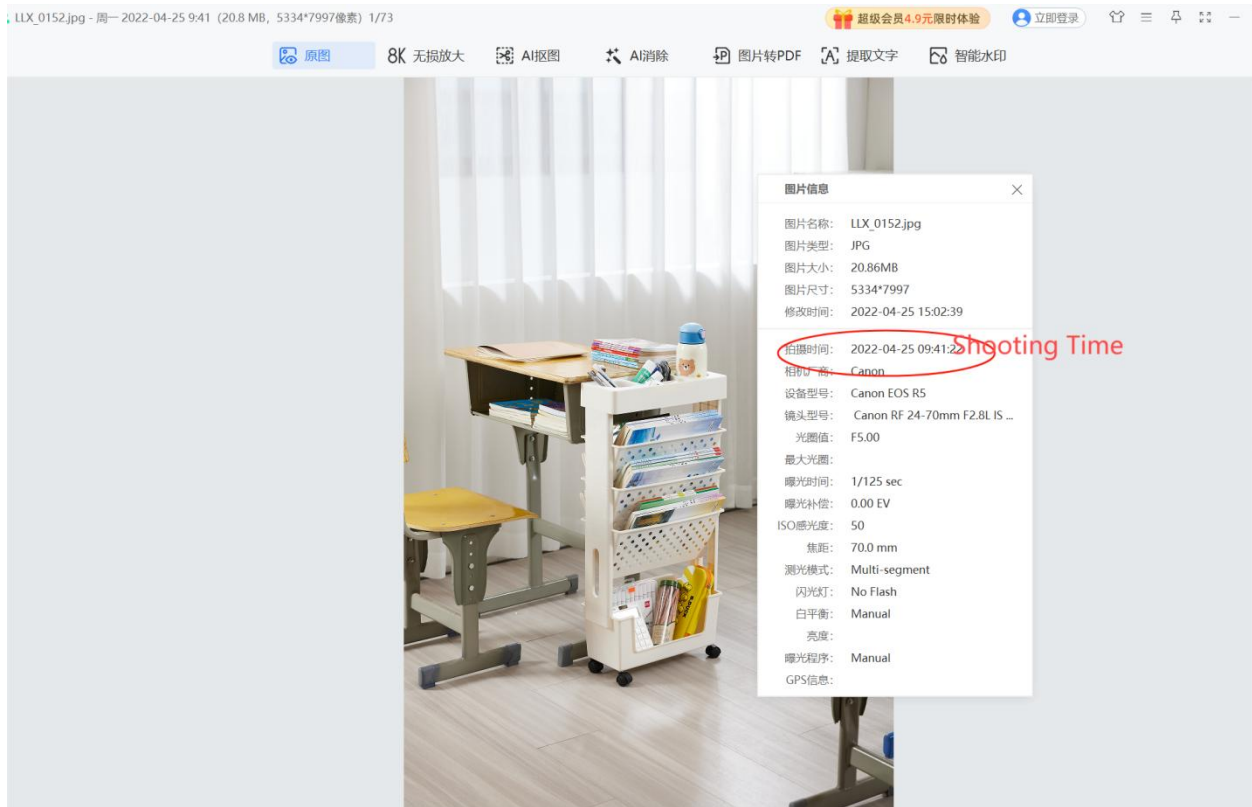 LLX_0152.jpg - 周一 2022-04-25 9:41 (20.8 MB, 5334*7997像素) 1/73
超级会员4.9元限时体验
立即登录
原图
8K 无损放大
AI抠图
AI消除
图片转PDF
提取文字
智能水印
图片信息
图片名称: LLX_0152.jpg
图片类型: JPG
图片大小: 20.86MB
图片尺寸: 5334*7997
修改时间: 2022-04-25 15:02:39
拍摄时间: 2022-04-25 09:41:22
Shooting Time
相机厂商: Canon
设备型号: Canon EOS R5
镜头型号: Canon RF 24-70mm F2.8L IS ...
光圈值: F5.00
最大光圈:
曝光时间: 1/125 sec
曝光补偿: 0.00 EV
ISO感光度: 50
焦距: 70.0 mm
测光模式: Multi-segment
闪光灯: No Flash
白平衡: Manual
亮度:
曝光程序: Manual
GPS信息: